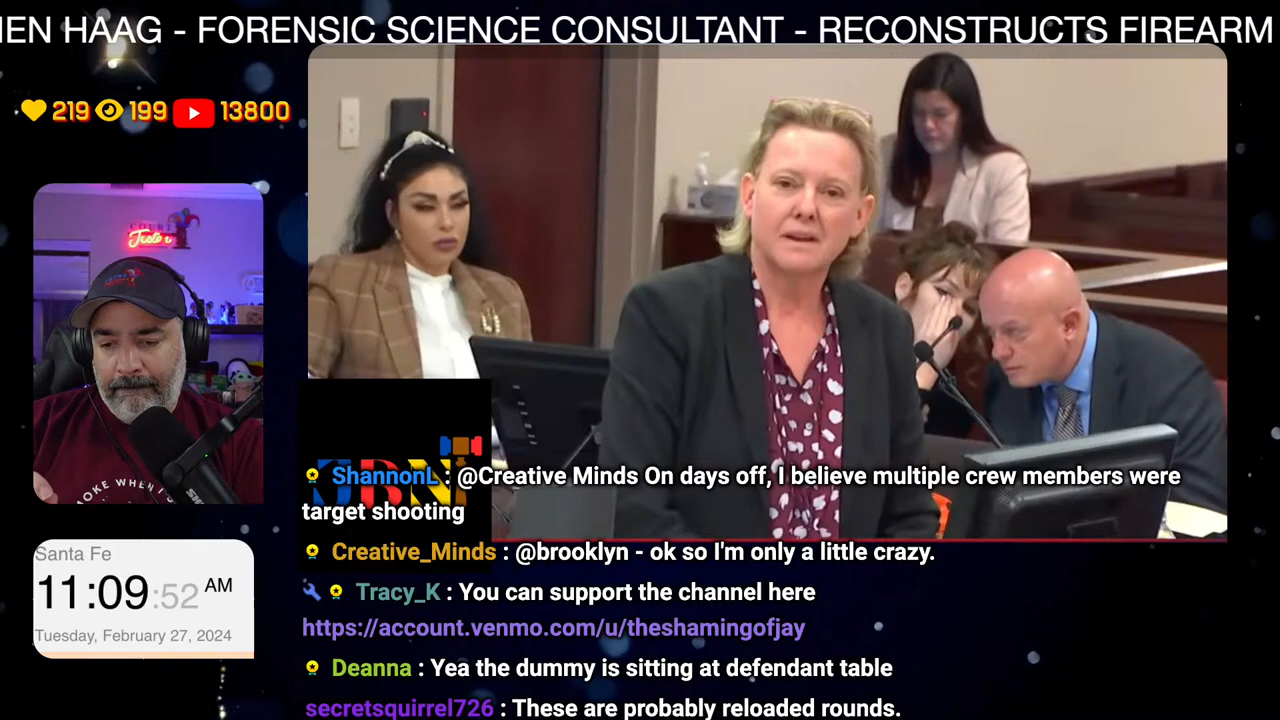 IEN HAAG - FORENSIC SCIENCE CONSULTANT - RECONSTRUCTS FIREARM
219 199 13800
ShannonL : @Creative Minds On days off, I believe multiple crew members were
target shooting
Creative_Minds : @brooklyn - ok so I'm only a little crazy.
Tracy_K : You can support the channel here
https://account.venmo.com/u/theshamingofjay
Deanna : Yea the dummy is sitting at defendant table
secretsquirrel726 : These are probably reloaded rounds.
Santa Fe
11:09:52 AM
Tuesday, February 27, 2024